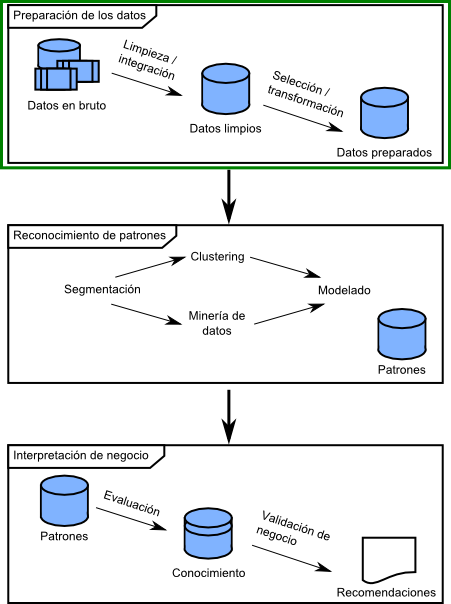 Preparación de los datos
Limpieza /
integración
Selección /
transformación
Datos en bruto
Datos limpios
Datos preparados
Reconocimiento de patrones
Clustering
Segmentación
Modelado
Minería de
datos
Patrones
Interpretación de negocio
Evaluación
Validación de
negocio
Patrones
Conocimiento
Recomendaciones